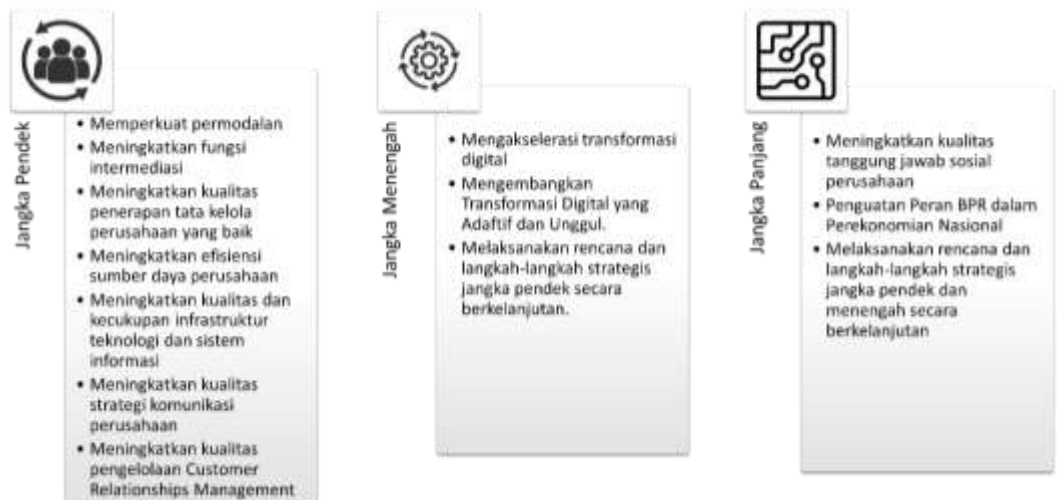 Jangka Pendek
• Memperkuat permodalan
• Meningkatkan fungsi
intermediasi
• Meningkatkan kualitas
penerapan tata kelola
perusahaan yang baik
• Meningkatkan efisiensi
sumber daya perusahaan
• Meningkatkan kualitas dan
kecukupan infrastruktur
teknologi dan sistem
informasi
• Meningkatkan kualitas
strategi komunikasi
perusahaan
• Meningkatkan kualitas
pengelolaan Customer
Relationships Management
Jangka Menengah
• Mengakselerasi transformasi
digital
• Mengembangkan
Transformasi Digital yang
Adaftif dan Unggul.
• Melaksanakan rencana dan
langkah-langkah strategis
jangka pendek secara
berkelanjutan.
Jangka Panjang
• Meningkatkan kualitas
tanggung jawab sosial
perusahaan
• Penguatan Peran BPR dalam
Perekonomian Nasional
• Melaksanakan rencana dan
langkah-langkah strategis
jangka pendek dan
menengah secara
berkelanjutan